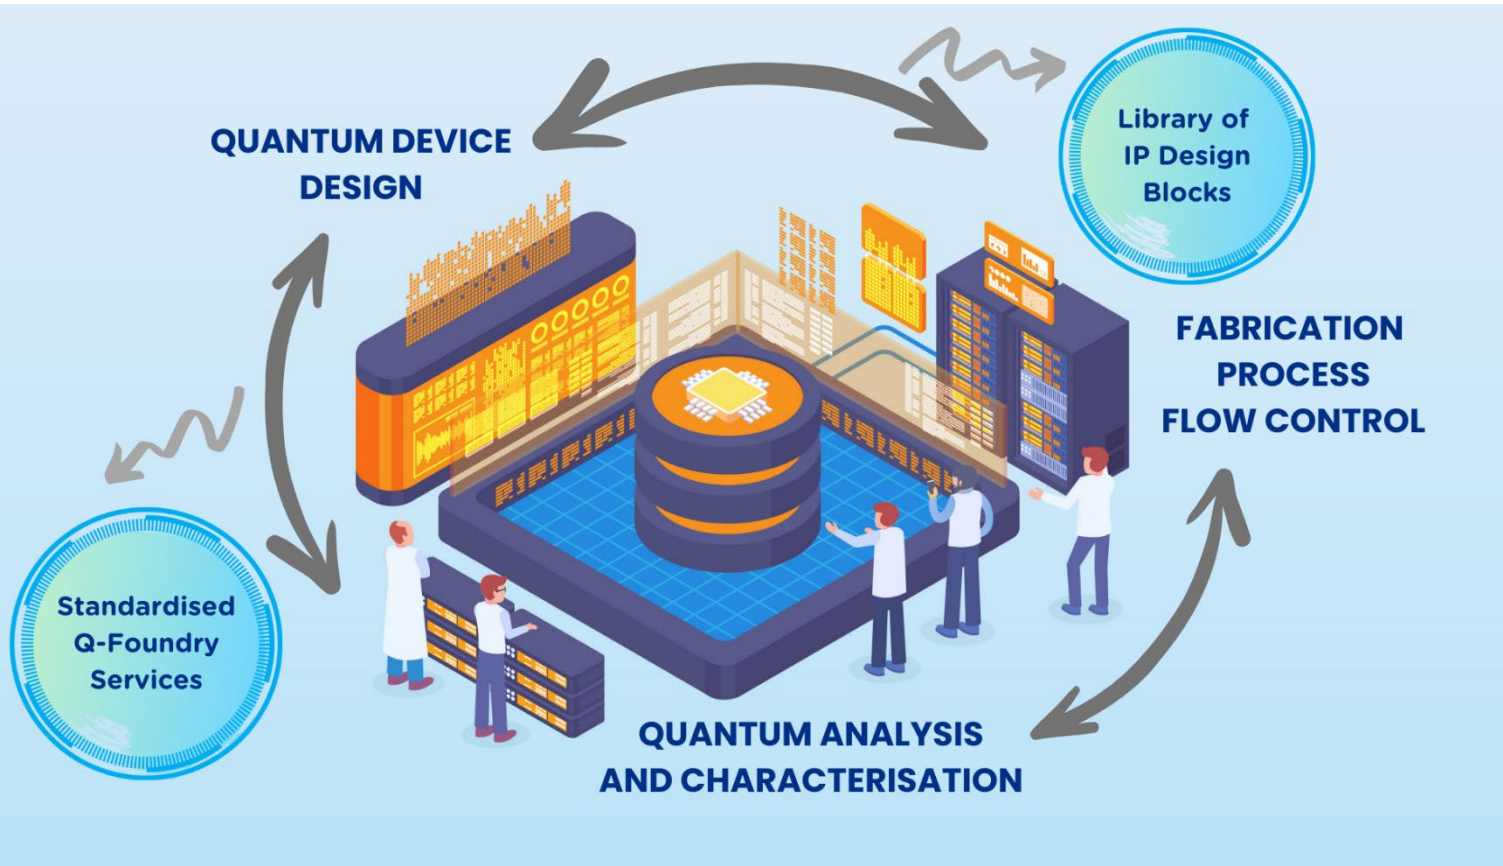 QUANTUM DEVICE
DESIGN
Library of
IP Design
Blocks
FABRICATION
PROCESS
FLOW CONTROL
Standardised
Q-Foundry
Services
QUANTUM ANALYSIS
AND CHARACTERISATION